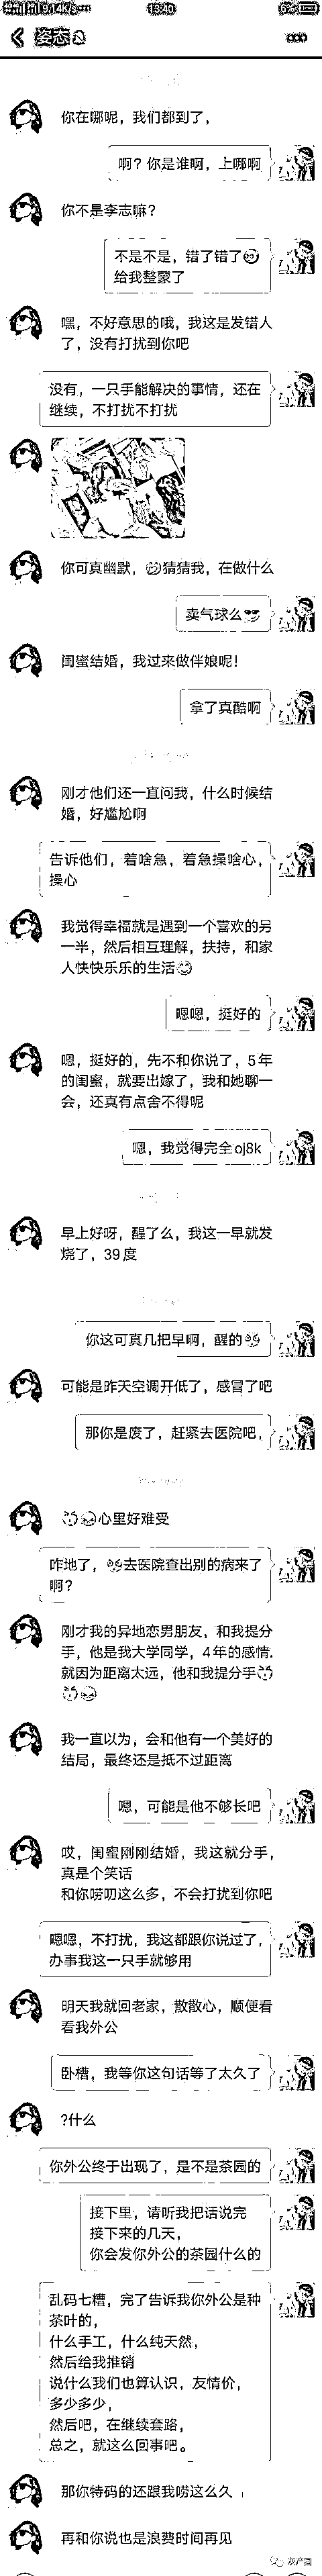 9.14K/s
13:40
6%
姿态
你在哪呢，我们都到了，
啊？你是谁啊，上哪啊
你不是李志嘛？
不是不是，错了错了
给我整蒙了
嘿，不好意思的哦，我这是发错人
了，没有打扰到你吧
没有，一只手能解决的事情，还在
继续，不打扰不打扰
你可真幽默，猜猜我，在做什么
卖气球么
闺蜜结婚，我过来做伴娘呢！
拿了真酷啊
刚才他们还一直问我，什么时候结
婚，好尴尬啊
告诉他们，着啥急，着急操啥心，
操心
我觉得幸福就是遇到一个喜欢的另
一半，然后相互理解，扶持，和家
人快快乐乐的生活
嗯嗯，挺好的
嗯，挺好的，先不和你说了，5年
的闺蜜，就要出嫁了，我和她聊一
会，还真有点舍不得呢
嗯，我觉得完全oj8k
早上好呀，醒了么，我这一早就发
烧了，39度
你这可真几把早啊，醒的
可能是昨天空调开低了，感冒了吧
那你是废了，赶紧去医院吧，
心里好难受
咋地了，去医院查出别的病来了
啊？
刚才我的异地恋男朋友，和我提分
手，他是我大学同学，4年的感情.
就因为距离太远，他和我提分手
我一直以为，会和他有一个美好的
结局，最终还是抵不过距离
嗯，可能是他不够长吧
哎，闺蜜刚刚结婚，我这就分手，
真是个笑话
和你唠叨这么多，不会打扰到你吧
嗯嗯，不打扰，我这都跟你说过了，
办事我这一只手就够用
明天我就回老家，散散心，顺便看
看我外公
卧槽，我等你这句话等了太久了
?什么
你外公终于出现了，是不是茶园的
接下里，请听我把话说完
接下来的几天，
你会发你外公的茶园什么的
乱码七糟，完了告诉我你外公是种
茶叶的，
什么手工，什么纯天然，
然后给我推销
说什么我们也算认识，友情价，
多少多少，
然后吧，在继续套路，
总之，就这么回事吧。
那你特码的还跟我唠这么久
再和你说也是浪费时间再见
灰产圈